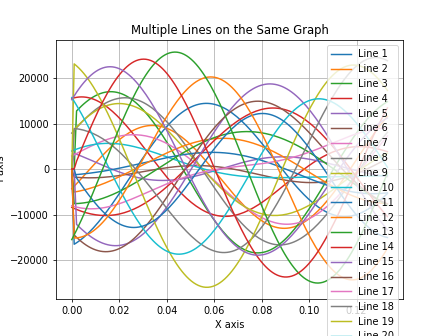 Multiple Lines on the Same Graph
20000
10000
0
−10000
−20000
0.00
0.02
0.04
0.06
0.08
0.10
X axis
Line 1
Line 2
Line 3
Line 4
Line 5
Line 6
Line 7
Line 8
Line 9
Line 10
Line 11
Line 12
Line 13
Line 14
Line 15
Line 16
Line 17
Line 18
Line 19
Line 20